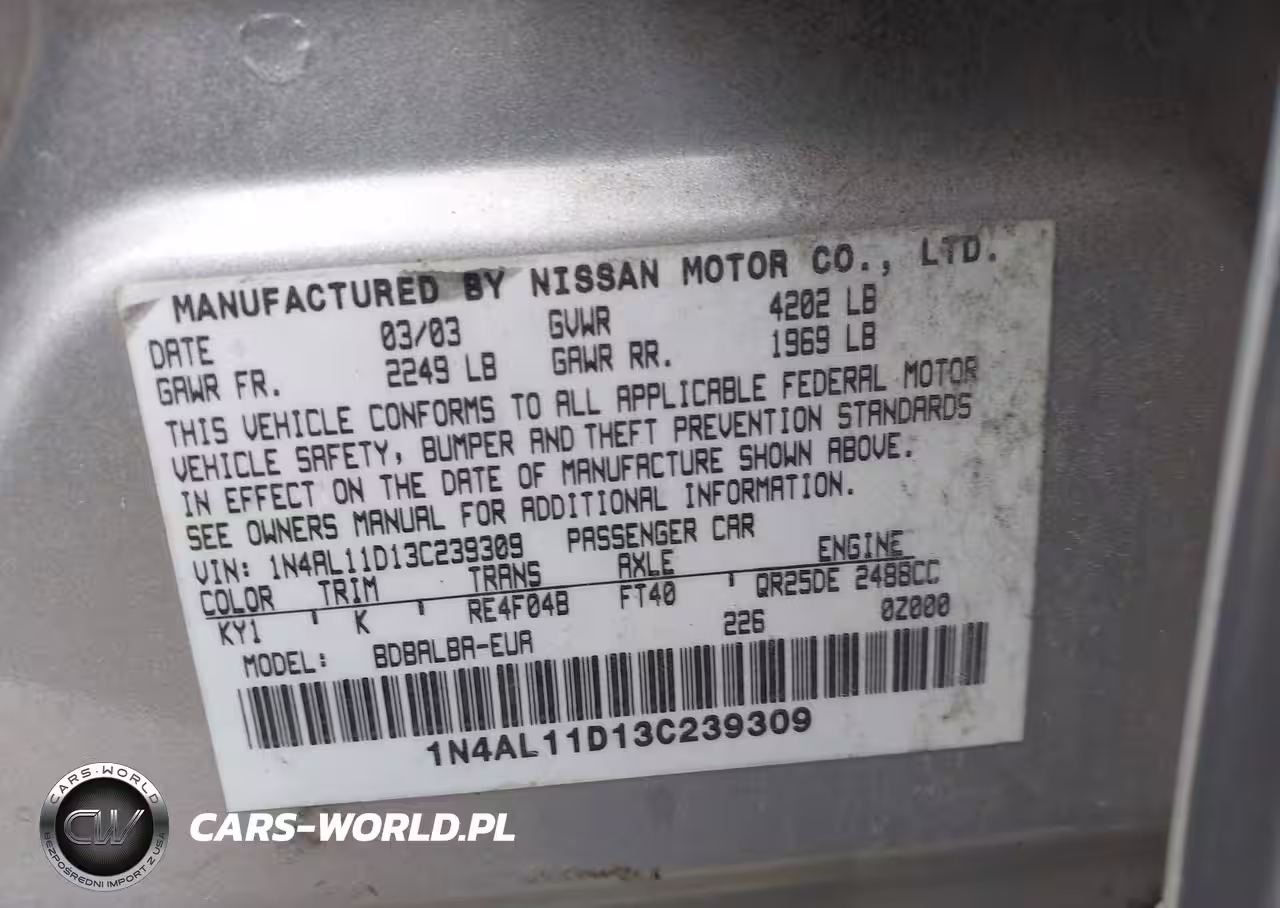 MANUFACTURED BY NISSAN MOTOR CO., LTD.
DATE 03/03 GVWR 4202 LB
GAWR FR. 2249 LB GAWR RR. 1969 LB
THIS VEHICLE CONFORMS TO ALL APPLICABLE FEDERAL MOTOR
VEHICLE SAFETY, BUMPER AND THEFT PREVENTION STANDARDS
IN EFFECT ON THE DATE OF MANUFACTURE SHOWN ABOVE.
SEE OWNERS MANUAL FOR ADDITIONAL INFORMATION.
VIN: 1N4AL11D13C239309 PASSENGER CAR
COLOR TRIM TRANS AXLE ENGINE
KY1 ' K ' RE4F04B FT40 ' QR25DE 2488CC
MODEL: BDBALBA-EUA 226 0Z000
1N4AL11D13C239309
CARS-WORLD
CW
BEZPOŚREDNI IMPORT Z USA
CARS-WORLD.PL